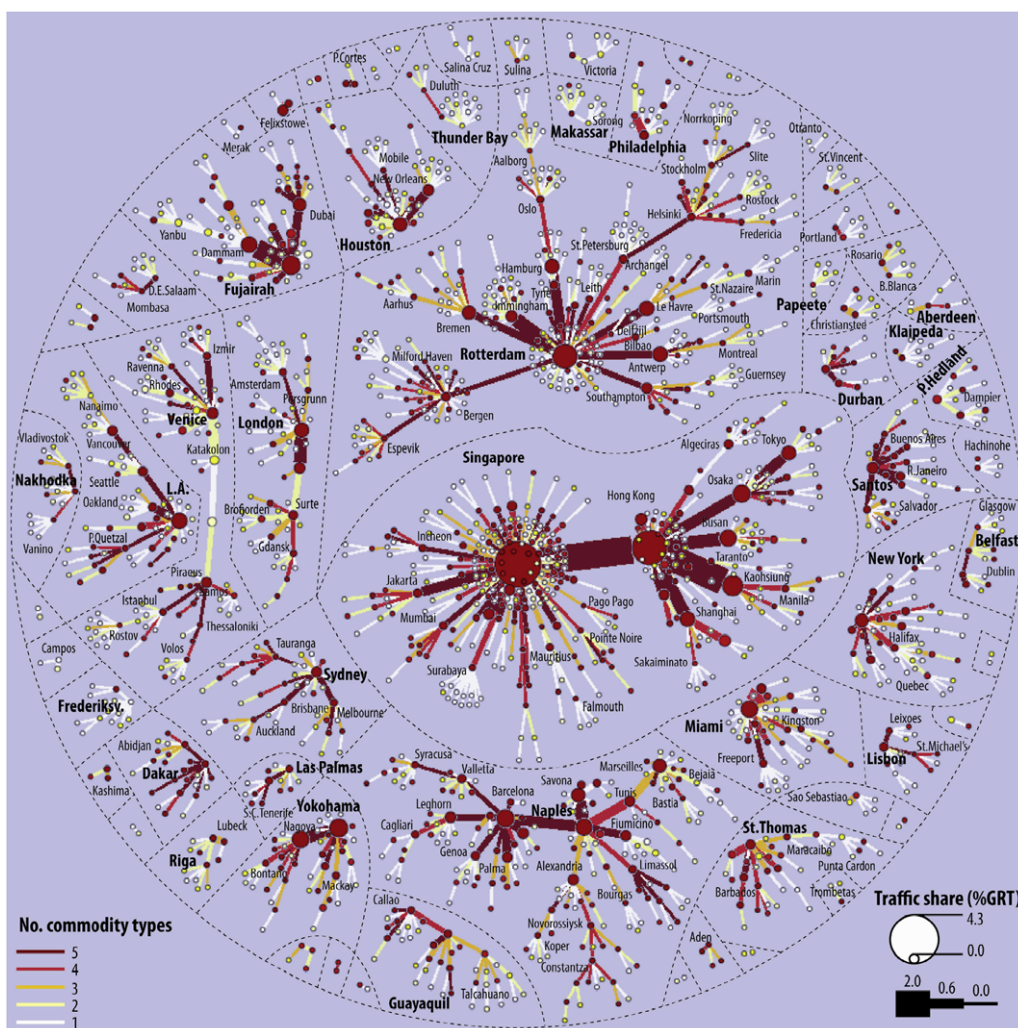 P.Cortes
Salina Cruz
Sulina
Victoria
Duluth
Felixstowe
Merak
Thunder Bay
Makassar
Sorong
Philadelphia
Norrkoping
Otranto
Mobile
New Orleans
Aalborg
Stockholm
Slite
St.Vincent
Yanbu
Dubai
Oslo
Helsinki
Rostock
Fredericia
Portland
Dammam
Houston
St.Petersburg
Archangel
Rosario
B.Blanca
Fujairah
Hamburg
Leith
St.Nazaire
Marin
Papeete
Aberdeen
D.E.Salaam
Mombasa
Aarhus
Bremen
Le Havre
Portsmouth
Christiansted
Klaipeda
Izmir
Delfzijl
Bilbao
Montreal
Ravenna
Rotterdam
Antwerp
Milford Haven
P.Hedland
Rhodes
Amsterdam
Guernsey
Durban
Dampier
Nanaimo
Porsgrunn
Southampton
Venice
London
Bergen
Vancouver
Vladivostok
Katakolon
Espevik
Algeciras
Tokyo
Buenos Aires
Hachinohe
Singapore
Nakhodka
Seattle
L.A.
Osaka
R.Janeiro
Oakland
Hong Kong
Santos
Surte
Salvador
Glasgow
Brofjorden
Busan
P.Quetzal
Incheon
Belfast
Vanino
Gdansk
Taranto
New York
Dublin
Piraeus
Jakarta
Kaohsiung
Istanbul
Pago Pago
Manila
Mumbai
Shanghai
Rostov
Thessaloniki
Pointe Noire
Halifax
Campos
Volos
Tauranga
Mauritius
Surabaya
Sakaiminato
Quebec
Sydney
Falmouth
Frederiksv.
Brisbane
Melbourne
Miami
Kingston
Leixoes
Auckland
Abidjan
Syracusa
Marseilles
Freeport
St.Michael's
Lisbon
Dakar
Las Palmas
Valletta
Savona
Bejaia
Kashima
Barcelona
Tunis
Sao Sebastiao
S.C.Tenerife
Yokohama
Leghorn
Naples
Bastia
Lubeck
Nagoya
Cagliari
Fiumicino
St.Thomas
Maracaibo
Riga
Genoa
Palma
Alexandria
Limassol
Punta Cardon
Bontang
Mackay
Bourgas
Barbados
Trombetas
Callao
Novorossiysk
Koper
Aden
Constantza
Guayaquil
Talcahuano
No. commodity types
5
4
3
2
1
Traffic share (%GRT)
4.3
0.0
2.0 0.6 0.0